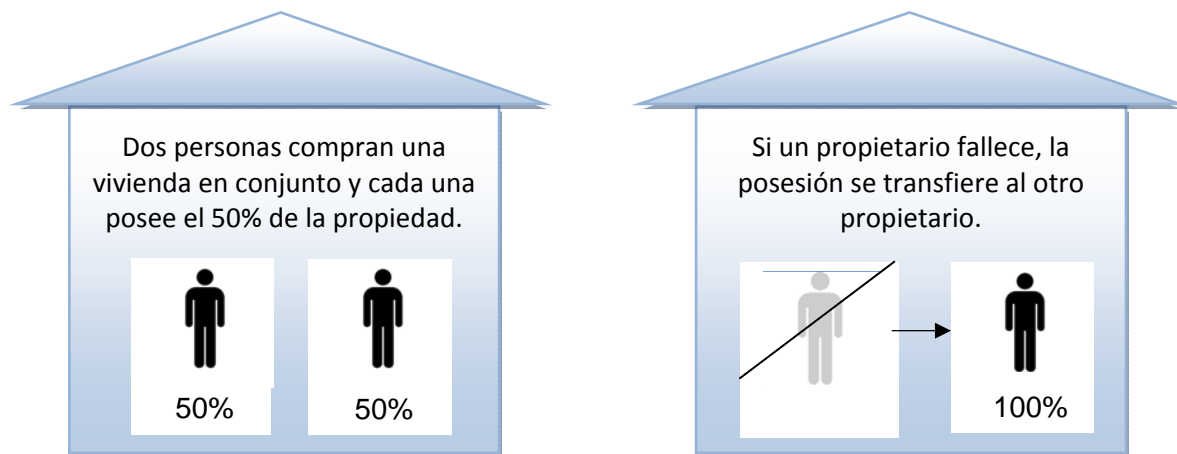 Dos personas compran una
vivienda en conjunto y cada una
posee el 50% de la propiedad.
50%
50%
Si un propietario fallece, la
posesión se transfiere al otro
propietario.
100%